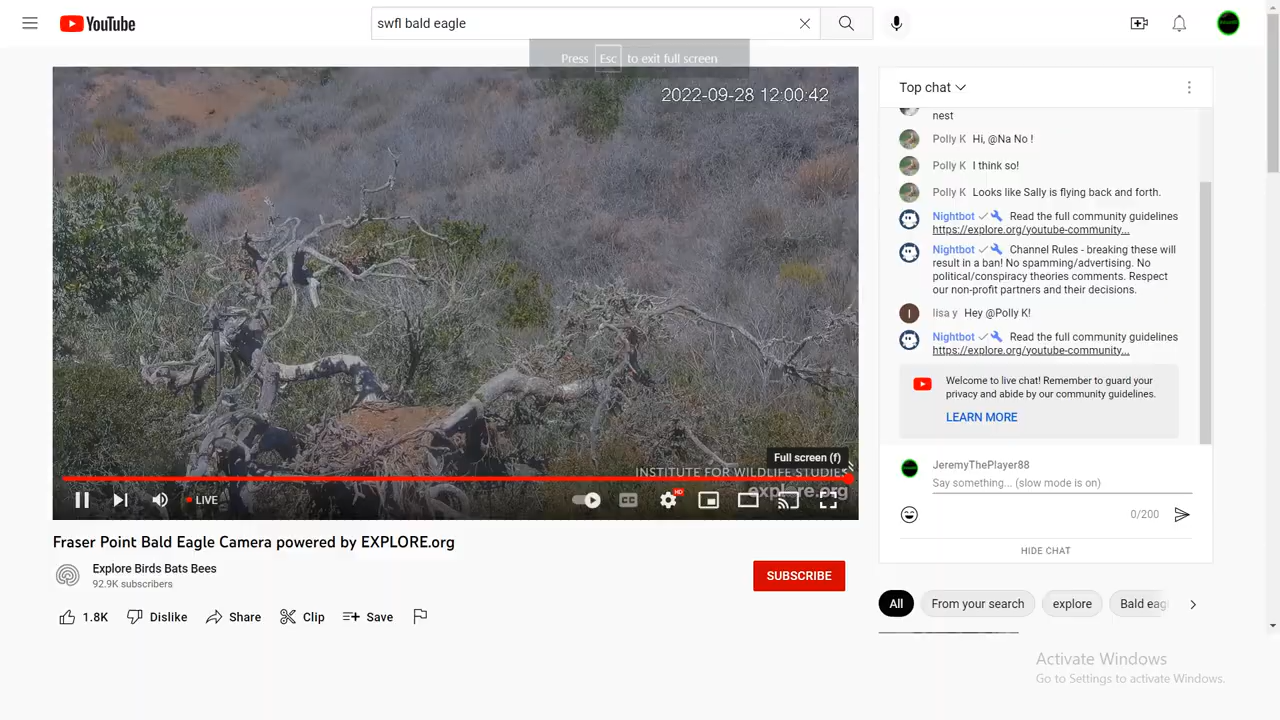 YouTube
swfl bald eagle
Press Esc to exit full screen
2022-09-28 12:00:42
Full screen (f)
INSTITUTE FOR WILDLIFE STUDIES
explore.org
LIVE
CC
HD
Fraser Point Bald Eagle Camera powered by EXPLORE.org
Explore Birds Bats Bees
92.9K subscribers
SUBSCRIBE
1.8K Dislike Share Clip Save
Top chat
nest
Polly K Hi, @Na No !
Polly K I think so!
Polly K Looks like Sally is flying back and forth.
Nightbot Read the full community guidelines
https://explore.org/youtube-community...
Nightbot Channel Rules - breaking these will
result in a ban! No spamming/advertising. No
political/conspiracy theories comments. Respect
our non-profit partners and their decisions.
lisa y Hey @Polly K!
Nightbot Read the full community guidelines
https://explore.org/youtube-community...
Welcome to live chat! Remember to guard your
privacy and abide by our community guidelines.
LEARN MORE
JeremyThePlayer88
Say something... (slow mode is on)
0/200
HIDE CHAT
All From your search explore Bald eag
Activate Windows
Go to Settings to activate Windows.